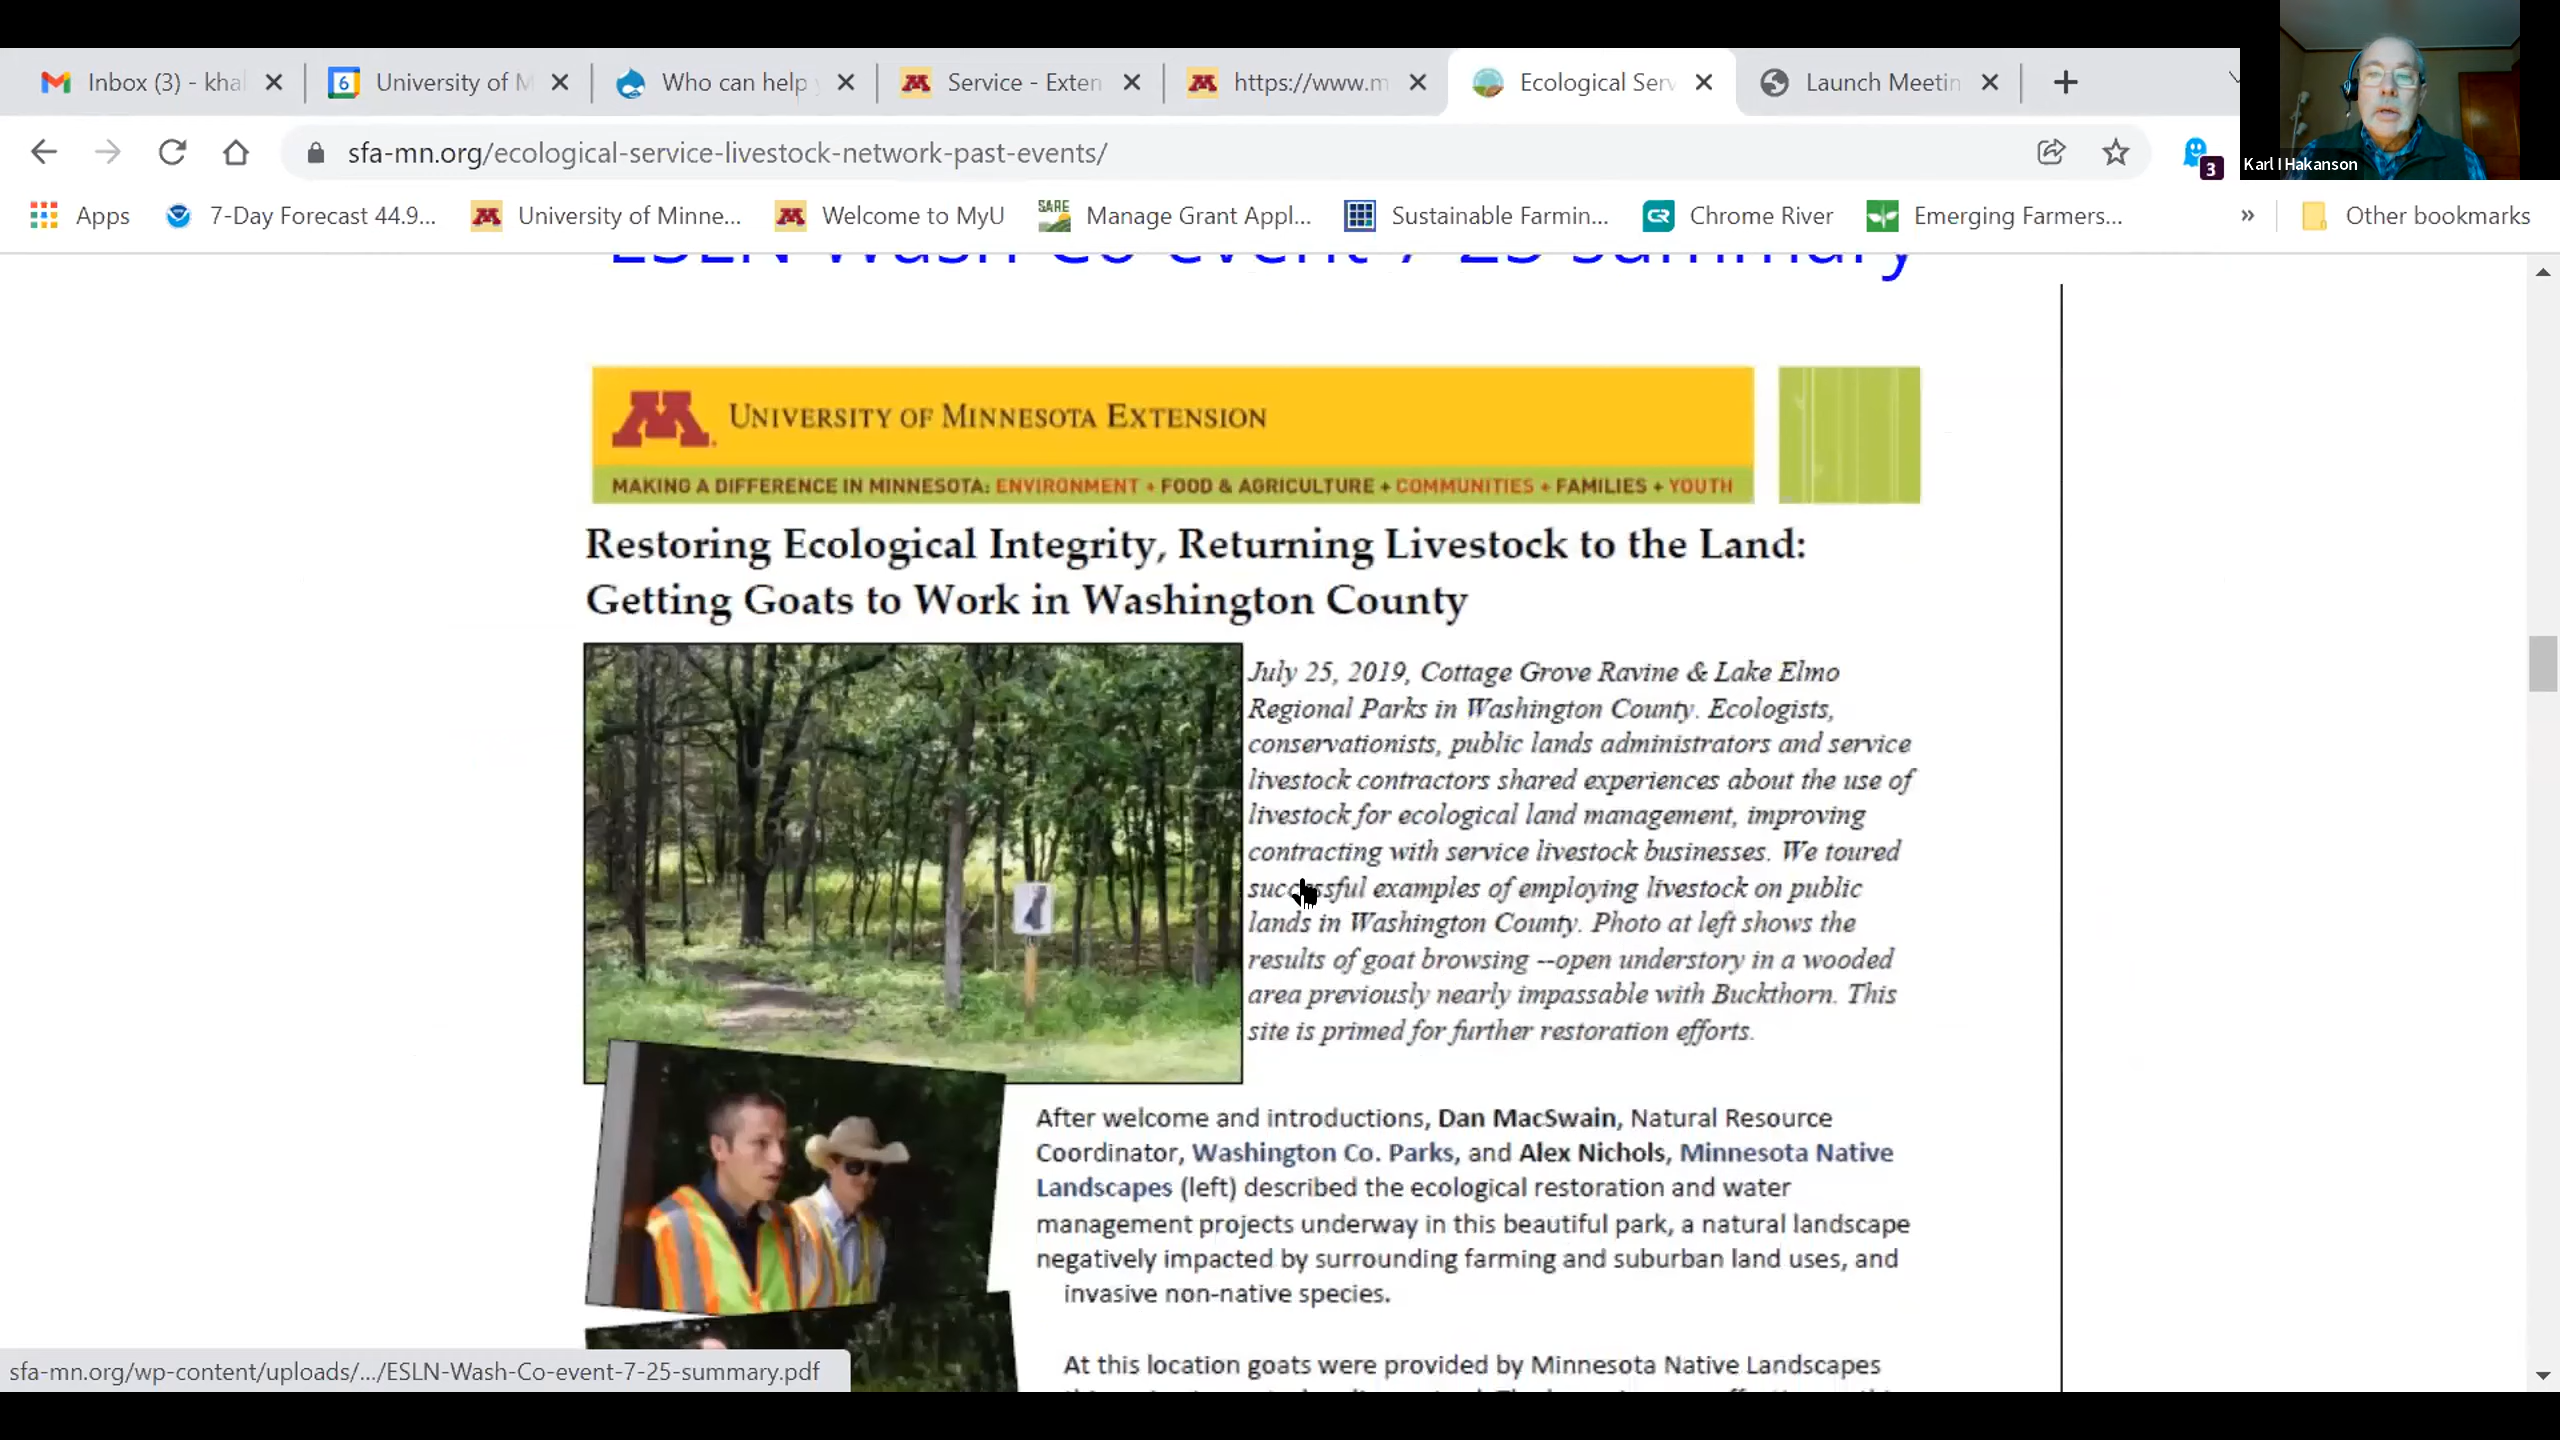 Inbox (3) - kha
University of M
Who can help
Service - Exten
https://www.m
Ecological Serv
Launch Meetin
sfa-mn.org/ecological-service-livestock-network-past-events/
3
Karl I Hakanson
Apps
7-Day Forecast 44.9...
University of Minne...
Welcome to MyU
SARE
Manage Grant Appl...
Sustainable Farmin...
Chrome River
Emerging Farmers...
Other bookmarks
ESLN Wash Co event 7 25 summary
UNIVERSITY OF MINNESOTA EXTENSION
MAKING A DIFFERENCE IN MINNESOTA: ENVIRONMENT + FOOD & AGRICULTURE + COMMUNITIES + FAMILIES + YOUTH
Restoring Ecological Integrity, Returning Livestock to the Land:
Getting Goats to Work in Washington County
July 25, 2019, Cottage Grove Ravine & Lake Elmo
Regional Parks in Washington County. Ecologists,
conservationists, public lands administrators and service
livestock contractors shared experiences about the use of
livestock for ecological land management, improving
contracting with service livestock businesses. We toured
successful examples of employing livestock on public
lands in Washington County. Photo at left shows the
results of goat browsing --open understory in a wooded
area previously nearly impassable with Buckthorn. This
site is primed for further restoration efforts.
After welcome and introductions, Dan MacSwain, Natural Resource
Coordinator, Washington Co. Parks, and Alex Nichols, Minnesota Native
Landscapes (left) described the ecological restoration and water
management projects underway in this beautiful park, a natural landscape
negatively impacted by surrounding farming and suburban land uses, and
invasive non-native species.
At this location goats were provided by Minnesota Native Landscapes
sfa-mn.org/wp-content/uploads/.../ESLN-Wash-Co-event-7-25-summary.pdf